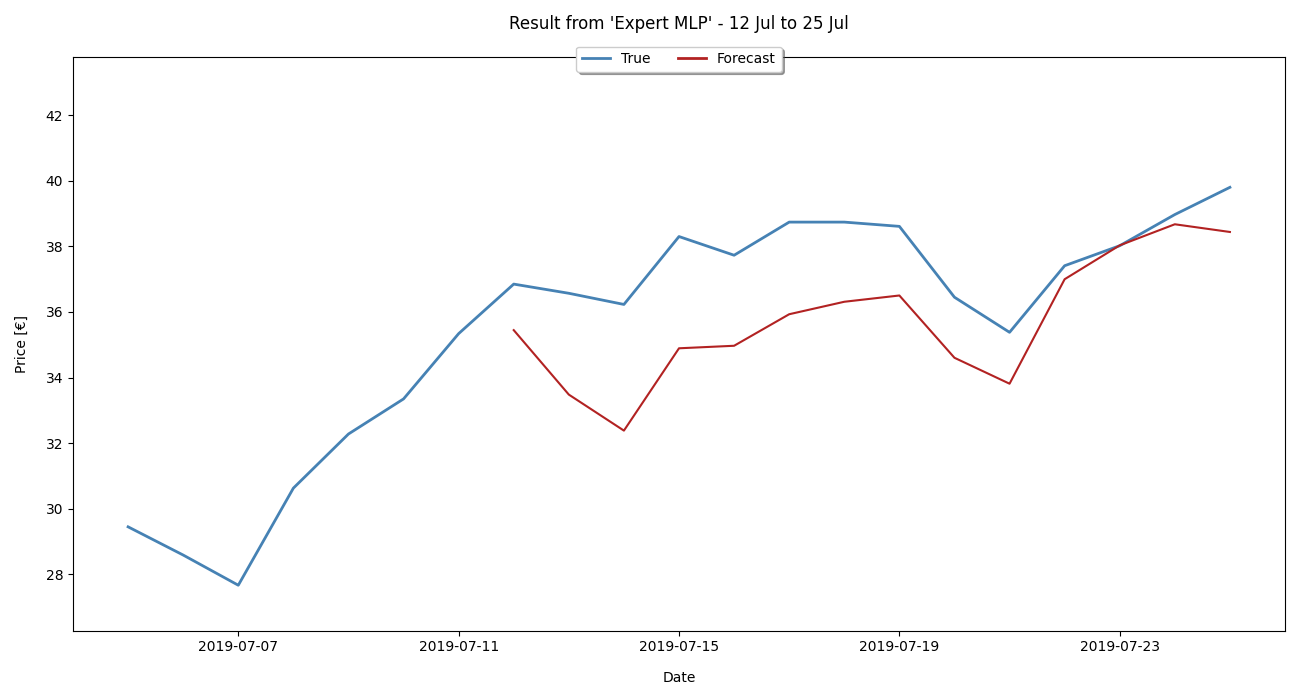 Result from 'Expert MLP' - 12 Jul to 25 Jul
True Forecast
Price [€]
42
40
38
36
34
32
30
28
2019-07-07 2019-07-11 2019-07-15 2019-07-19 2019-07-23
Date